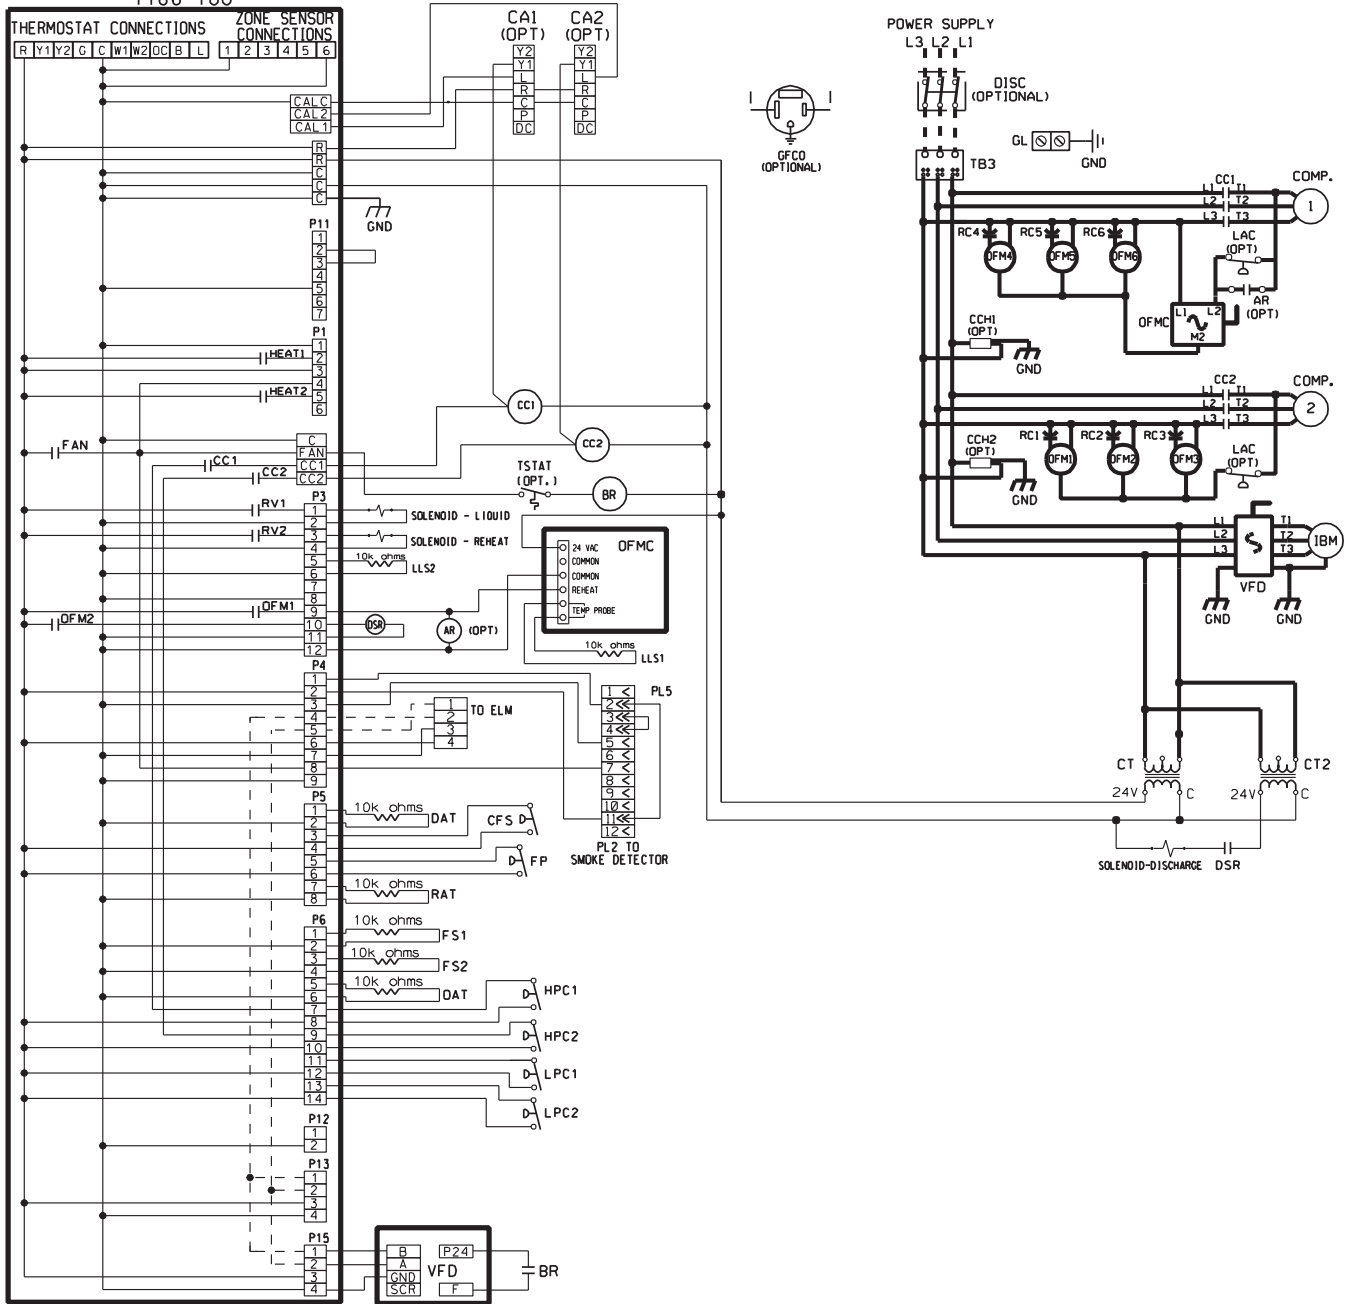 THERMOSTAT CONNECTIONS
ZONE SENSOR
CONNECTIONS
R Y1 Y2 G C W1 W2 OC B L
1 2 3 4 5 6
CALC
CAL2
CAL1
R
R
C
C
C
GND
P11
1
2
3
4
5
6
7
P1
1
2
3
4
5
6
HEAT1
HEAT2
C
FAN
CC1
CC2
FAN
CC1
CC2
P3
1
2
3
4
5
6
7
8
9
10
11
12
RV1
RV2
OFM1
OFM2
SOLENOID - LIQUID
SOLENOID - REHEAT
10k ohms
LLS2
DSR
AR (OPT)
P4
1
2
3
4
5
6
7
8
9
TO ELM
1
2
3
4
P5
1
2
3
4
5
6
7
8
10k ohms
DAT
CFS
FP
10k ohms
RAT
P6
1
2
3
4
5
6
7
8
9
10
11
12
13
14
10k ohms
FS1
10k ohms
FS2
10k ohms
OAT
HPC1
HPC2
LPC1
LPC2
P12
1
2
P13
1
2
3
4
P15
1
2
3
4
B
A
GND
SCR
VFD
P24
F
BR
CA1
(OPT)
Y2
Y1
L
R
C
P
DC
CA2
(OPT)
Y2
Y1
L
R
C
P
DC
CC1
CC2
TSTAT
(OPT.)
BR
OFMC
24 VAC
COMMON
COMMON
REHEAT
TEMP PROBE
10k ohms
LLS1
PL5
1
2
3
4
5
6
7
8
9
10
11
12
PL2 TO
SMOKE DETECTOR
GFCO
(OPTIONAL)
POWER SUPPLY
L3 L2 L1
DISC
(OPTIONAL)
GL
GND
TB3
CC1
L1 T1
L2 T2
L3 T3
COMP.
1
RC4
RC5
RC6
OFM4
OFM5
OFM6
LAC
(OPT)
AR
(OPT)
OFMC
L1 L2
M2
CCH1
(OPT)
GND
CC2
L1 T1
L2 T2
L3 T3
COMP.
2
RC1
RC2
RC3
OFM1
OFM2
OFM3
LAC
(OPT)
CCH2
(OPT)
GND
L1 T1
L2 T2
L3 T3
IBM
VFD
GND
GND
CT
24V C
CT2
24V C
SOLENOID-DISCHARGE DSR